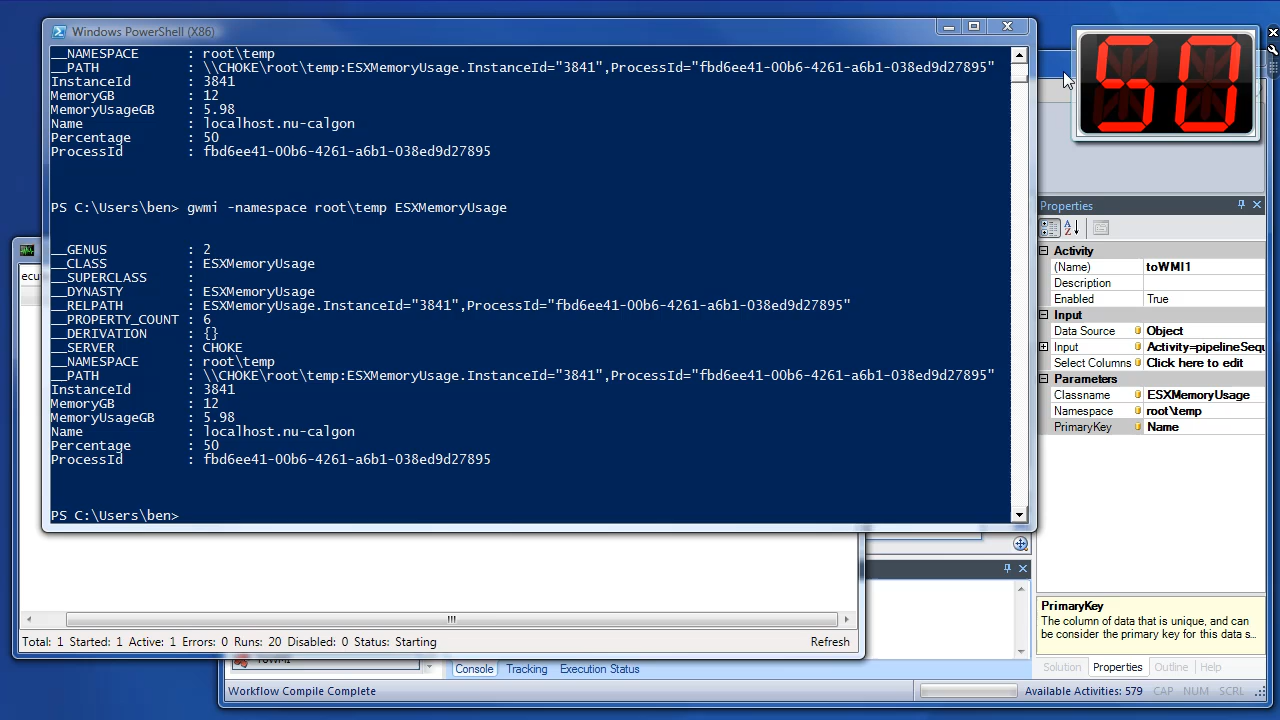 Windows PowerShell (X86)
__NAMESPACE : root\temp
__PATH : \\CHOKE\root\temp:ESXMemoryUsage.InstanceId="3841",ProcessId="fbd6ee41-00b6-4261-a6b1-038ed9d27895"
InstanceId : 3841
MemoryGB : 12
MemoryUsageGB : 5.98
Name : localhost.nu-calgon
Percentage : 50
ProcessId : fbd6ee41-00b6-4261-a6b1-038ed9d27895
PS C:\Users\ben> gwmi -namespace root\temp ESXMemoryUsage
__GENUS : 2
__CLASS : ESXMemoryUsage
__SUPERCLASS :
__DYNASTY : ESXMemoryUsage
__RELPATH : ESXMemoryUsage.InstanceId="3841",ProcessId="fbd6ee41-00b6-4261-a6b1-038ed9d27895"
__PROPERTY_COUNT : 6
__DERIVATION : {}
__SERVER : CHOKE
__NAMESPACE : root\temp
__PATH : \\CHOKE\root\temp:ESXMemoryUsage.InstanceId="3841",ProcessId="fbd6ee41-00b6-4261-a6b1-038ed9d27895"
InstanceId : 3841
MemoryGB : 12
MemoryUsageGB : 5.98
Name : localhost.nu-calgon
Percentage : 50
ProcessId : fbd6ee41-00b6-4261-a6b1-038ed9d27895
PS C:\Users\ben>
50
Properties
Activity
(Name) toWMI1
Description
Enabled True
Input
Data Source Object
Input Activity=pipelineSequ
Select Columns Click here to edit
Parameters
Classname ESXMemoryUsage
Namespace root\temp
PrimaryKey Name
PrimaryKey
The column of data that is unique, and can
be consider the primary key for this data s...
Solution Properties Outline Help
ecu
Total: 1 Started: 1 Active: 1 Errors: 0 Runs: 20 Disabled: 0 Status: Starting Refresh
Console Tracking Execution Status
Workflow Compile Complete Available Activities: 579 CAP NUM SCRL